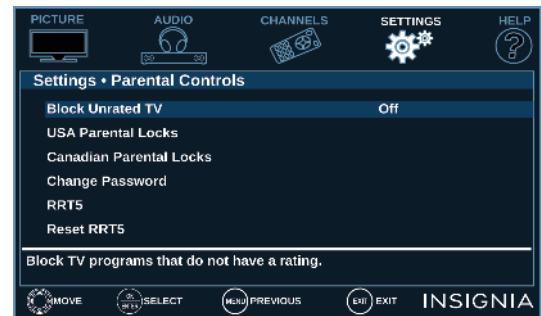 PICTURE AUDIO CHANNELS SETTINGS HELP
Settings • Parental Controls
Block Unrated TV Off
USA Parental Locks
Canadian Parental Locks
Change Password
RRT5
Reset RRT5
Block TV programs that do not have a rating.
MOVE OK ENTER SELECT MENU PREVIOUS EXIT EXIT INSIGNIA